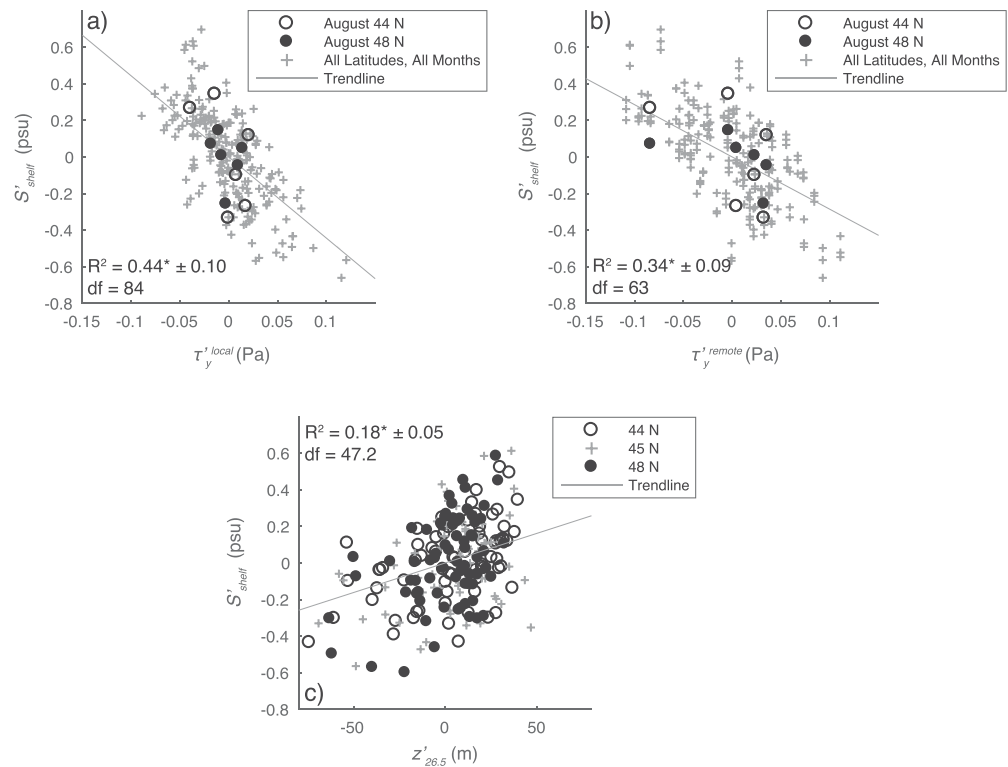 a)
August 44 N
August 48 N
All Latitudes, All Months
Trendline
0.6
0.4
0.2
0
-0.2
-0.4
-0.6
-0.8
S'shelf (psu)
R² = 0.44* ± 0.10
df = 84
-0.15 -0.1 -0.05 0 0.05 0.1
τ'y local (Pa)
b)
August 44 N
August 48 N
All Latitudes, All Months
Trendline
0.6
0.4
0.2
0
-0.2
-0.4
-0.6
-0.8
S'shelf (psu)
R² = 0.34* ± 0.09
df = 63
-0.15 -0.1 -0.05 0 0.05 0.1
τ'y remote (Pa)
R² = 0.18* ± 0.05
df = 47.2
44 N
45 N
48 N
Trendline
0.6
0.4
0.2
0
-0.2
-0.4
-0.6
-0.8
S'shelf (psu)
c)
-50 0 50
z'26.5 (m)